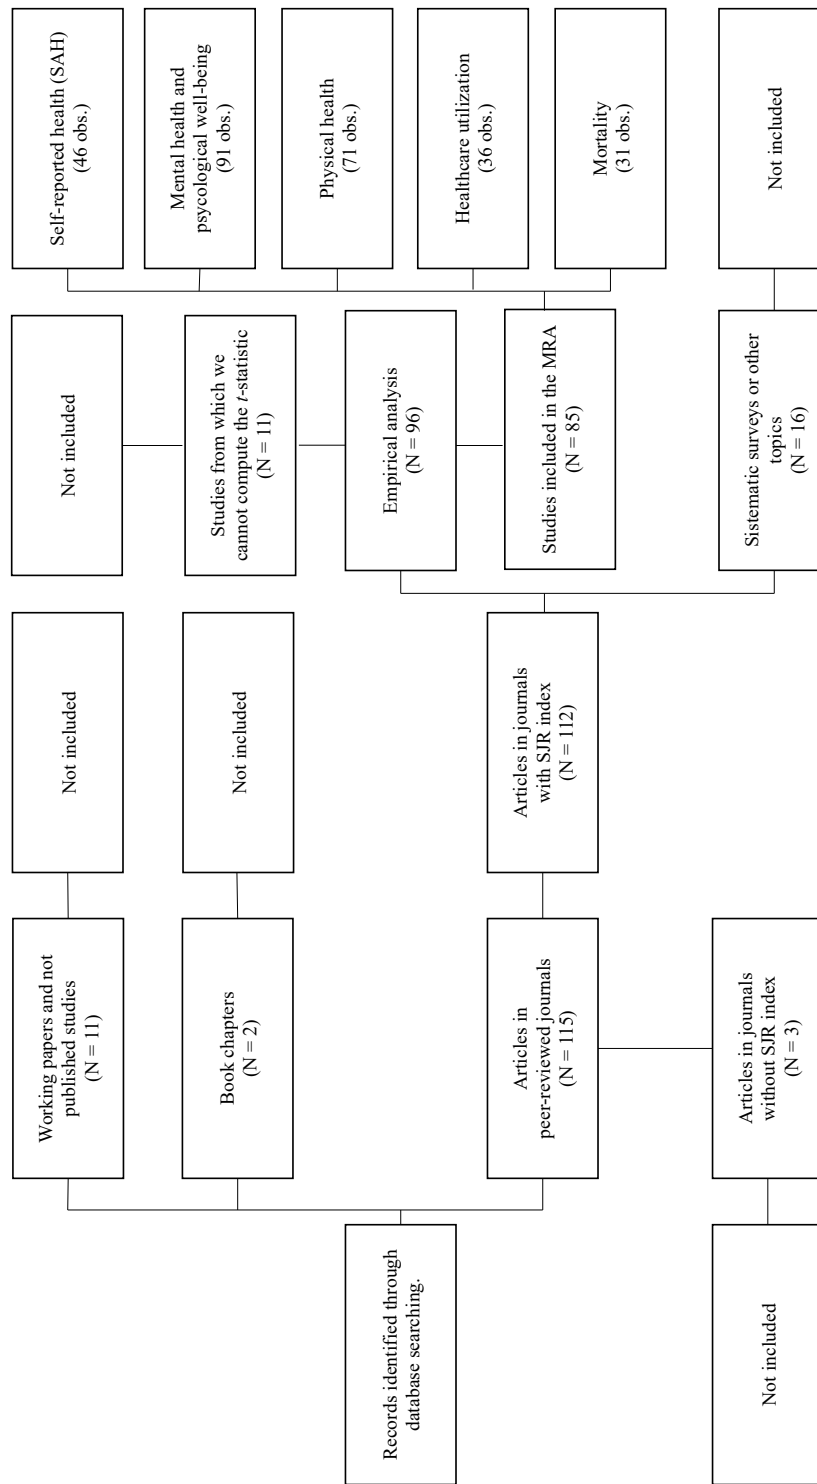 Records identified through
database searching.
Working papers and not
published studies
(N = 11)
Not included
Book chapters
(N = 2)
Not included
Articles in
peer-reviewed journals
(N = 115)
Articles in journals
without SJR index
(N = 3)
Not included
Articles in journals
with SJR index
(N = 112)
Not included
Studies from which we
cannot compute the t-statistic
(N = 11)
Empirical analysis
(N = 96)
Studies included in the MRA
(N = 85)
Sistematic surveys or other
topics
(N = 16)
Not included
Self-reported health (SAH)
(46 obs.)
Mental health and
psycological well-being
(91 obs.)
Physical health
(71 obs.)
Healthcare utilization
(36 obs.)
Mortality
(31 obs.)